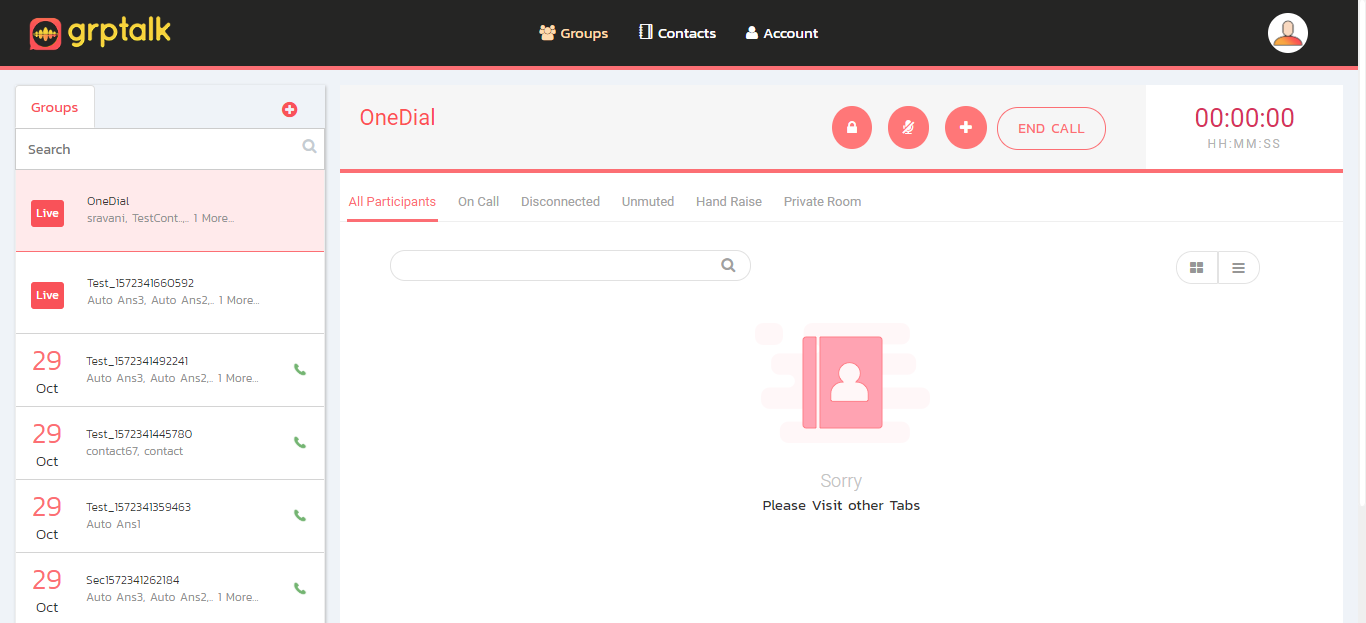 grptalk
Groups
Contacts
Account
Groups
Search
Live
OneDial
sravani, TestCont..,.. 1 More...
Live
Test_1572341660592
Auto Ans3, Auto Ans2,.. 1 More...
29
Oct
Test_1572341492241
Auto Ans3, Auto Ans2,.. 1 More...
29
Oct
Test_1572341445780
contact67, contact
29
Oct
Test_1572341359463
Auto Ans1
29
Oct
Sec1572341262184
Auto Ans3, Auto Ans2,.. 1 More...
OneDial
END CALL
00:00:00
HH:MM:SS
All Participants
On Call
Disconnected
Unmuted
Hand Raise
Private Room
Sorry
Please Visit other Tabs